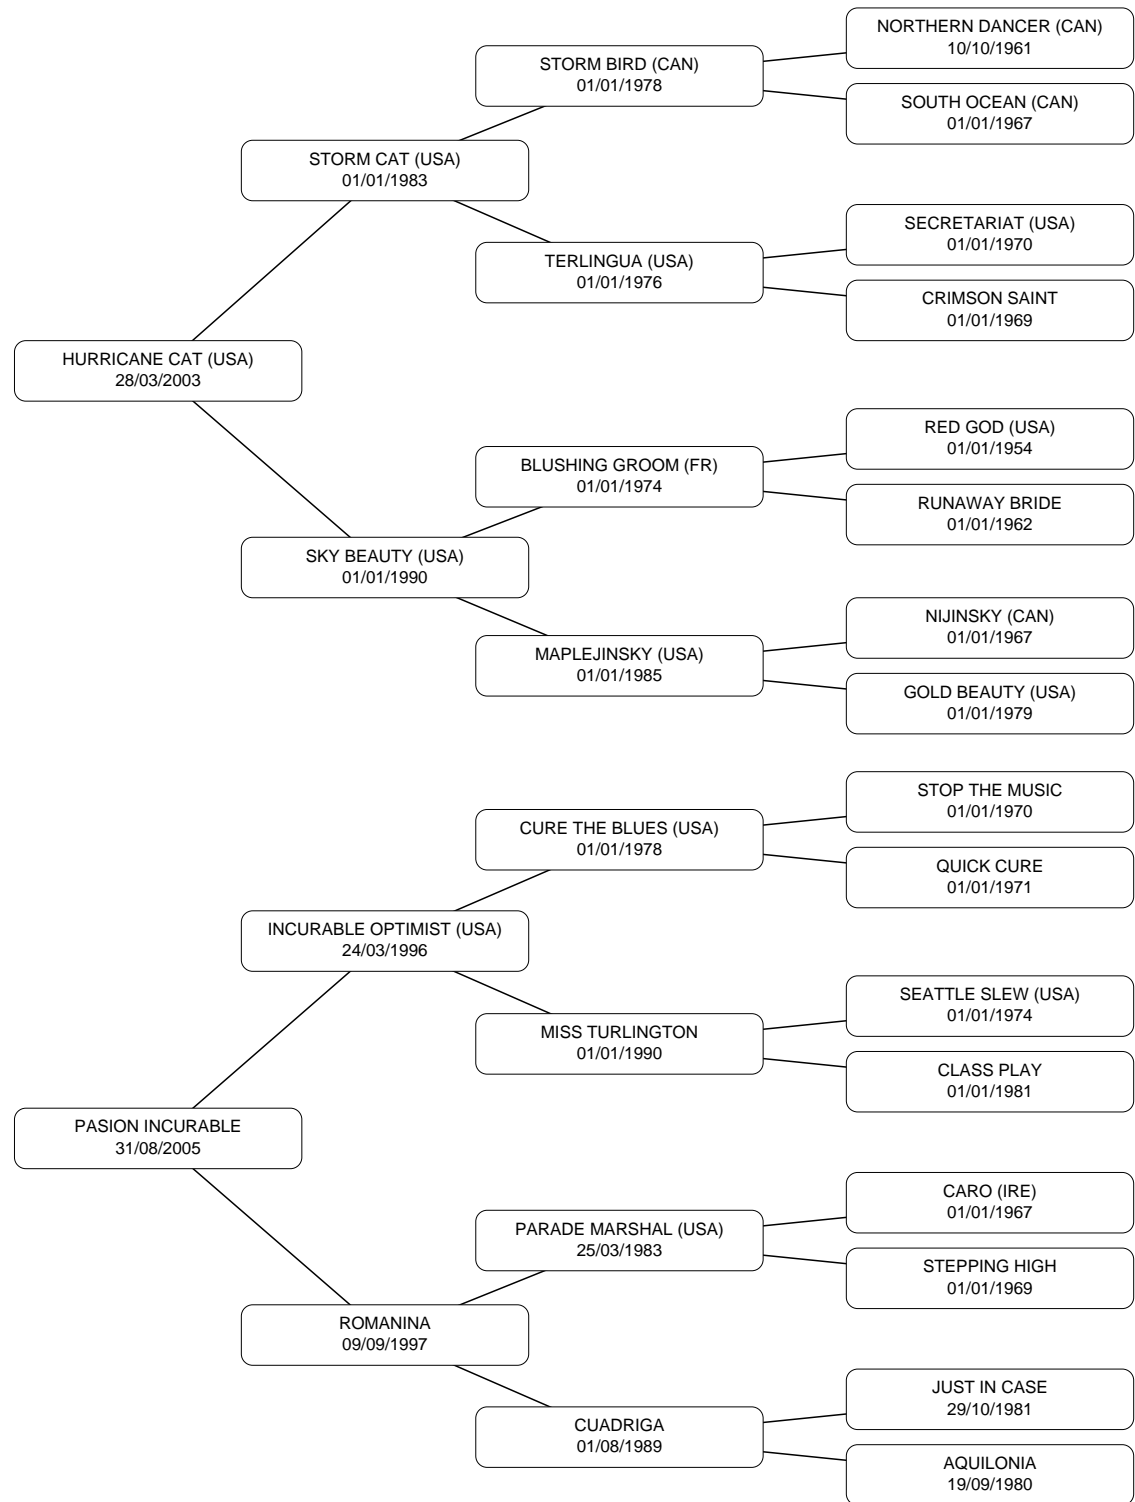 NORTHERN DANCER (CAN)
10/10/1961
STORM BIRD (CAN)
01/01/1978
SOUTH OCEAN (CAN)
01/01/1967
STORM CAT (USA)
01/01/1983
SECRETARIAT (USA)
01/01/1970
TERLINGUA (USA)
01/01/1976
CRIMSON SAINT
01/01/1969
HURRICANE CAT (USA)
28/03/2003
RED GOD (USA)
01/01/1954
BLUSHING GROOM (FR)
01/01/1974
RUNAWAY BRIDE
01/01/1962
SKY BEAUTY (USA)
01/01/1990
NIJINSKY (CAN)
01/01/1967
MAPLEJINSKY (USA)
01/01/1985
GOLD BEAUTY (USA)
01/01/1979
STOP THE MUSIC
01/01/1970
CURE THE BLUES (USA)
01/01/1978
QUICK CURE
01/01/1971
INCURABLE OPTIMIST (USA)
24/03/1996
SEATTLE SLEW (USA)
01/01/1974
MISS TURLINGTON
01/01/1990
CLASS PLAY
01/01/1981
PASION INCURABLE
31/08/2005
CARO (IRE)
01/01/1967
PARADE MARSHAL (USA)
25/03/1983
STEPPING HIGH
01/01/1969
ROMANINA
09/09/1997
JUST IN CASE
29/10/1981
CUADRIGA
01/08/1989
AQUILONIA
19/09/1980